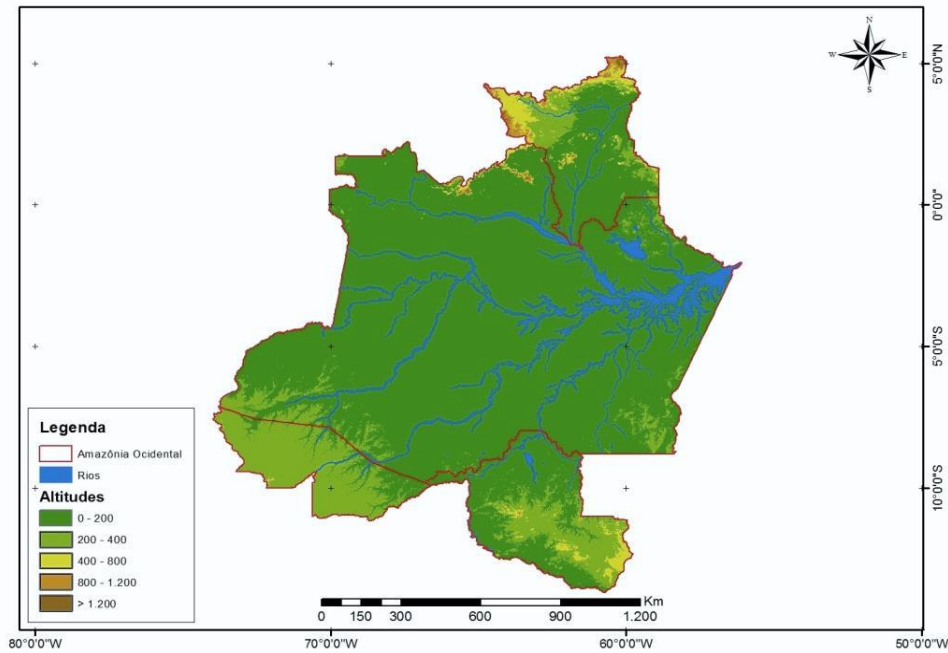 N
W E
S
5°0'0"N
0°0'0"
5°0'0"S
10°0'0"S
Legenda
Amazônia Ocidental
Rios
Altitudes
0 - 200
200 - 400
400 - 800
800 - 1.200
> 1.200
Km
0 150 300 600 900 1.200
80°0'0"W 70°0'0"W 60°0'0"W 50°0'0"W